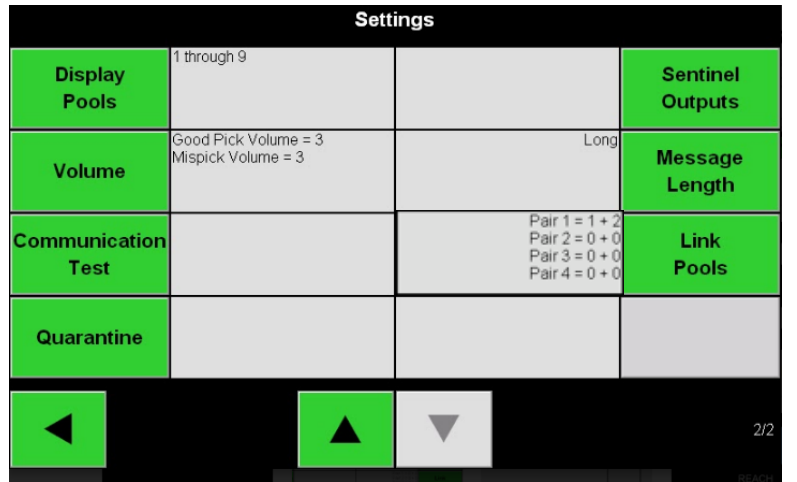 Settings
Display
Pools
1 through 9
Sentinel
Outputs
Volume
Good Pick Volume = 3
Mispick Volume = 3
Long
Message
Length
Communication
Test
Pair 1 = 1 + 2
Pair 2 = 0 + 0
Pair 3 = 0 + 0
Pair 4 = 0 + 0
Link
Pools
Quarantine
2/2
REACH